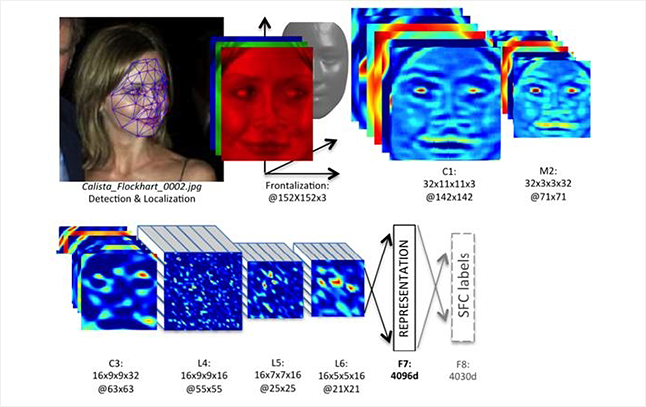 Calista_Flockhart_0002.jpg
Detection & Localization
Frontalization:
@152X152x3
C1:
32x11x11x3
@142x142
M2:
32x3x3x32
@71x71
C3:
16x9x9x32
@63x63
L4:
16x9x9x16
@55x55
L5:
16x7x7x16
@25x25
L6:
16x5x5x16
@21X21
REPRESENTATION
F7:
4096d
SFC labels
F8:
4030d